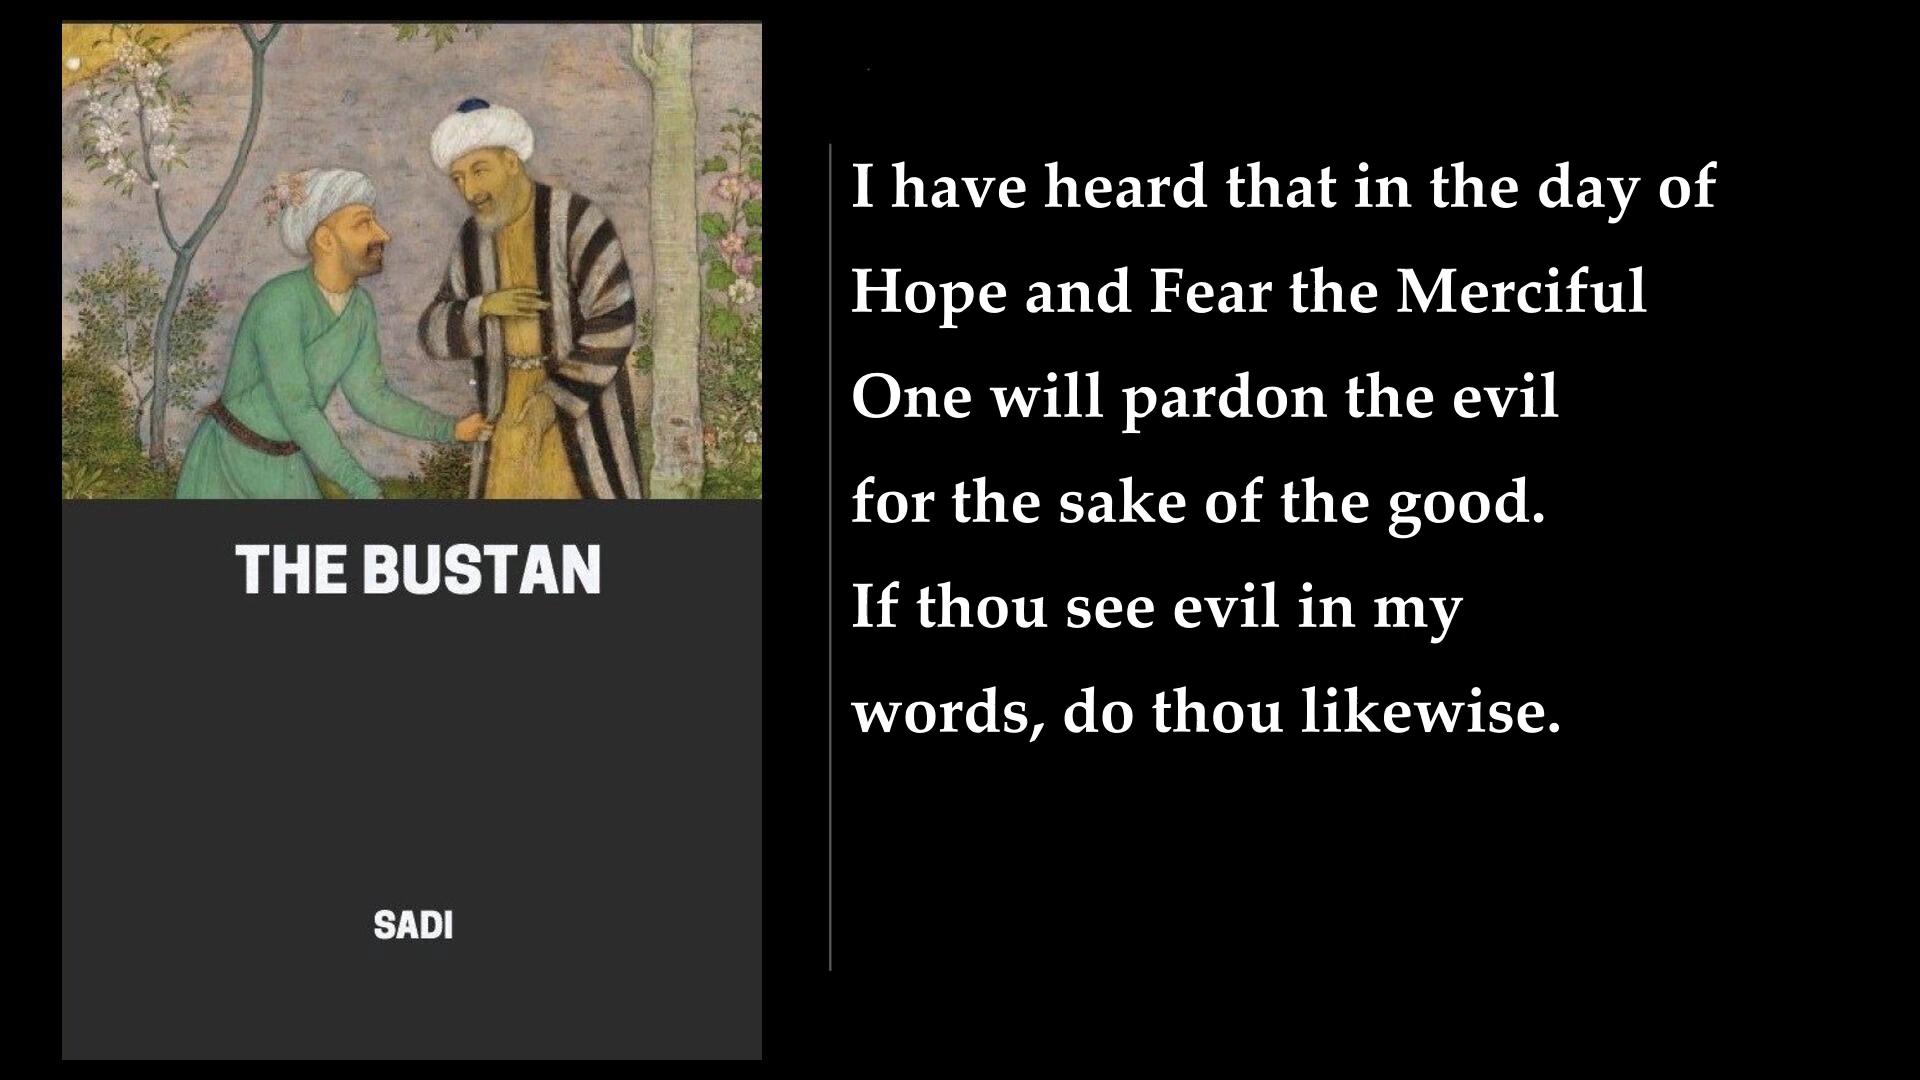 THE BUSTAN
SADI
I have heard that in the day of
Hope and Fear the Merciful
One will pardon the evil
for the sake of the good.
If thou see evil in my
words, do thou likewise.